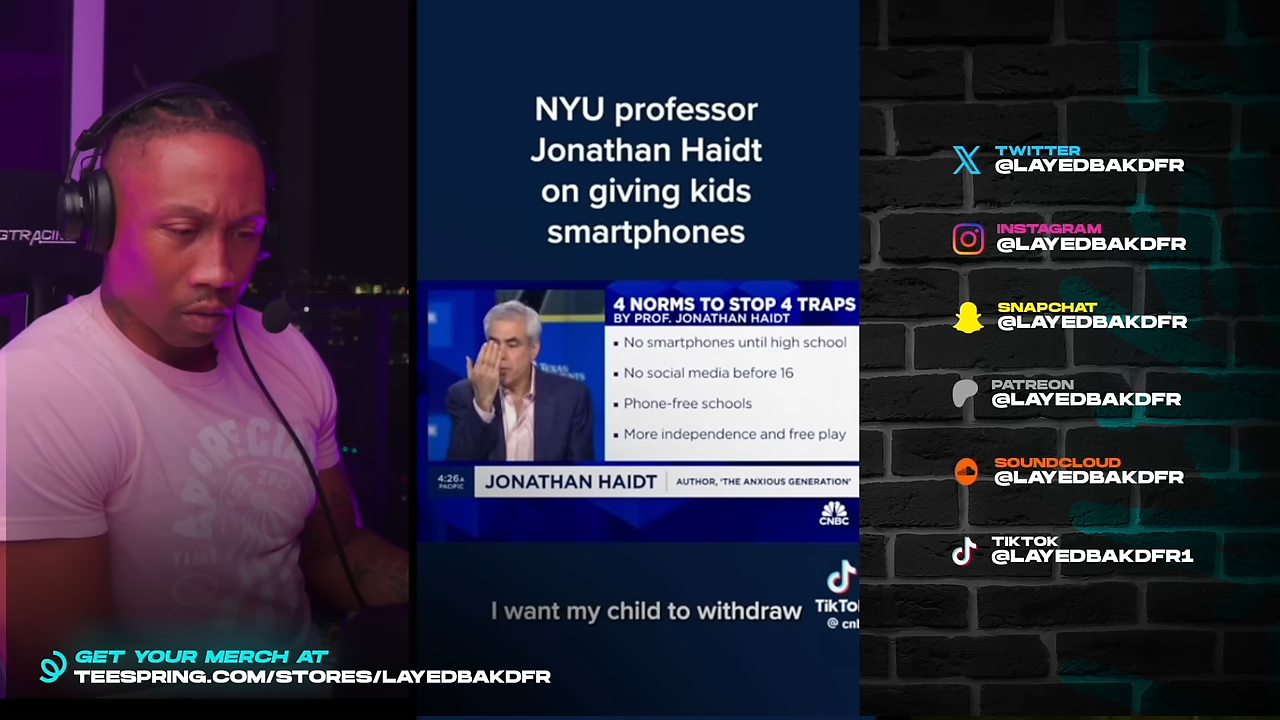 NYU professor
Jonathan Haidt
on giving kids
smartphones
4 NORMS TO STOP 4 TRAPS
BY PROF. JONATHAN HAIDT
▪ No smartphones until high school
▪ No social media before 16
▪ Phone-free schools
▪ More independence and free play
4:26A
PACIFIC
JONATHAN HAIDT
AUTHOR, 'THE ANXIOUS GENERATION'
CNBC
I want my child to withdraw
TWITTER
@LAYEDBAKDFR
INSTAGRAM
@LAYEDBAKDFR
SNAPCHAT
@LAYEDBAKDFR
PATREON
@LAYEDBAKDFR
SOUNDCLOUD
@LAYEDBAKDFR
TIKTOK
@LAYEDBAKDFR1
GET YOUR MERCH AT
TEESPRING.COM/STORES/LAYEDBAKDFR